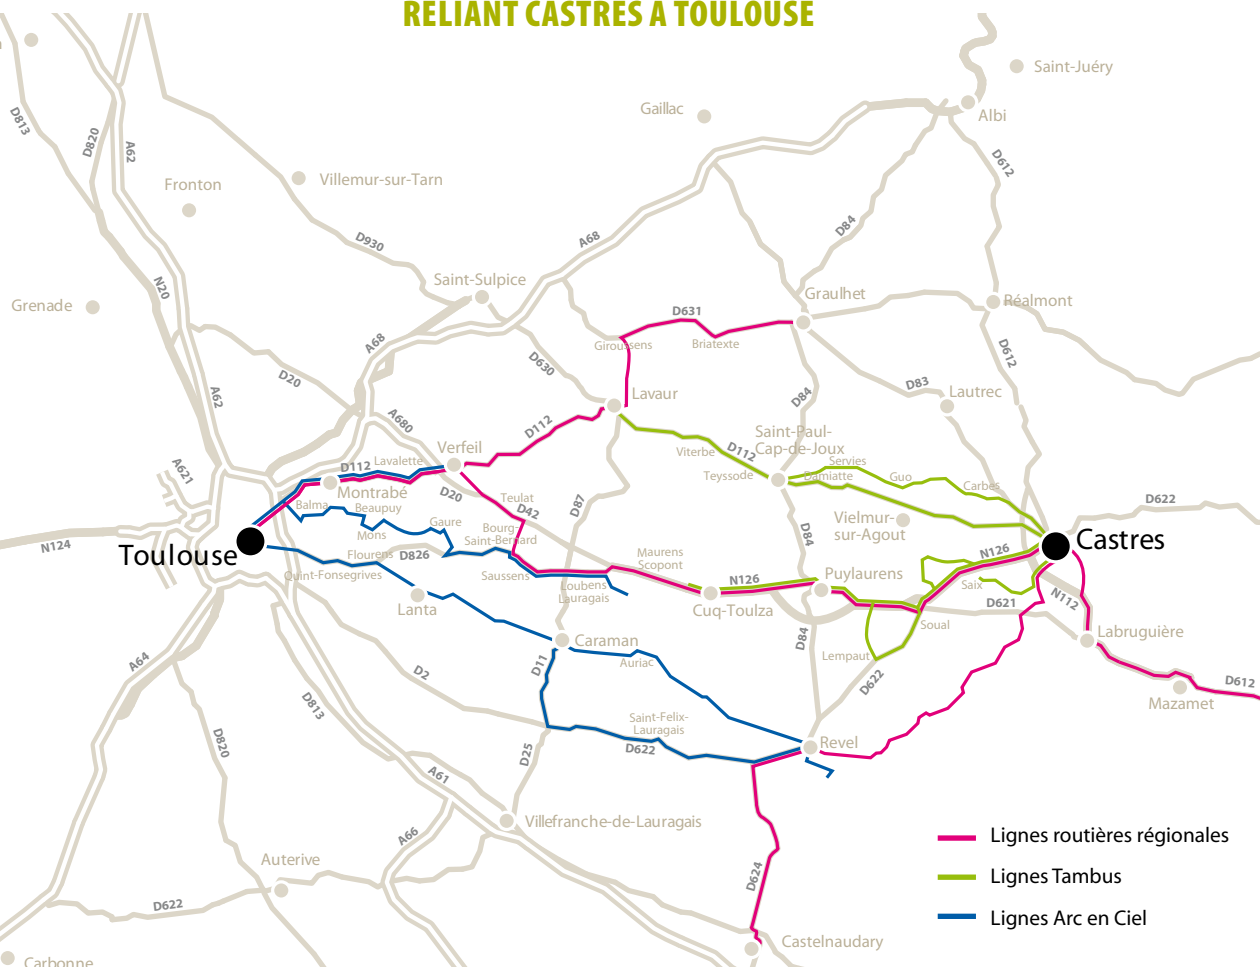 RELIANT CASTRES A TOULOUSE
Saint-Juéry
Gaillac
Albi
D813
D820
A62
D612
Fronton
Villemur-sur-Tarn
D84
D930
A68
N20
Saint-Sulpice
Grenade
Graulhet
Réalmont
D631
A68
Giroussens
Briatexte
D612
D630
D20
A62
D83
Lautrec
Lavaur
D84
A680
D112
Saint-Paul-
Cap-de-Joux
Verfeil
D112
Viterbe
Teyssode
Servies
Damiatte
Guo
Carbes
A621
D112
Lavalette
Montrabé
D20
Teulat
D42
D87
D622
Balma
Beaupuy
Mons
Gaure
Bourg-
Saint-Bernard
Vielmur-
sur-Agout
D84
Castres
Toulouse
N124
Flourens
D826
Quint-Fonsegrives
Saussens
Maurens
Scopont
N126
Loubens
Lauragais
N126
Puylaurens
Saix
N112
Lanta
Cuq-Toulza
D621
Soual
Labruguière
Caraman
D84
Lempaut
Auriac
D11
D622
A64
D2
D612
Mazamet
D813
Saint-Felix-
Lauragais
D622
Revel
D820
D25
A61
Villefranche-de-Lauragais
A66
Lignes routières régionales
Auterive
D624
Lignes Tambus
D622
Lignes Arc en Ciel
Castelnaudary
Carbonne